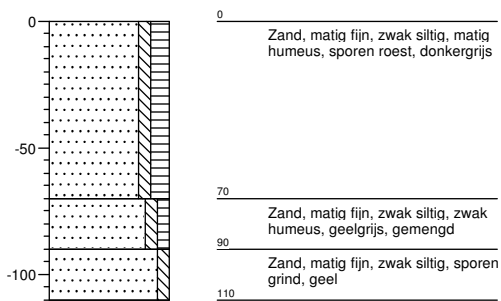 0
0
Zand, matig fijn, zwak siltig, matig
humeus, sporen roest, donkergrijs
-50
70
Zand, matig fijn, zwak siltig, zwak
humeus, geelgrijs, gemengd
90
Zand, matig fijn, zwak siltig, sporen
grind, geel
-100
110